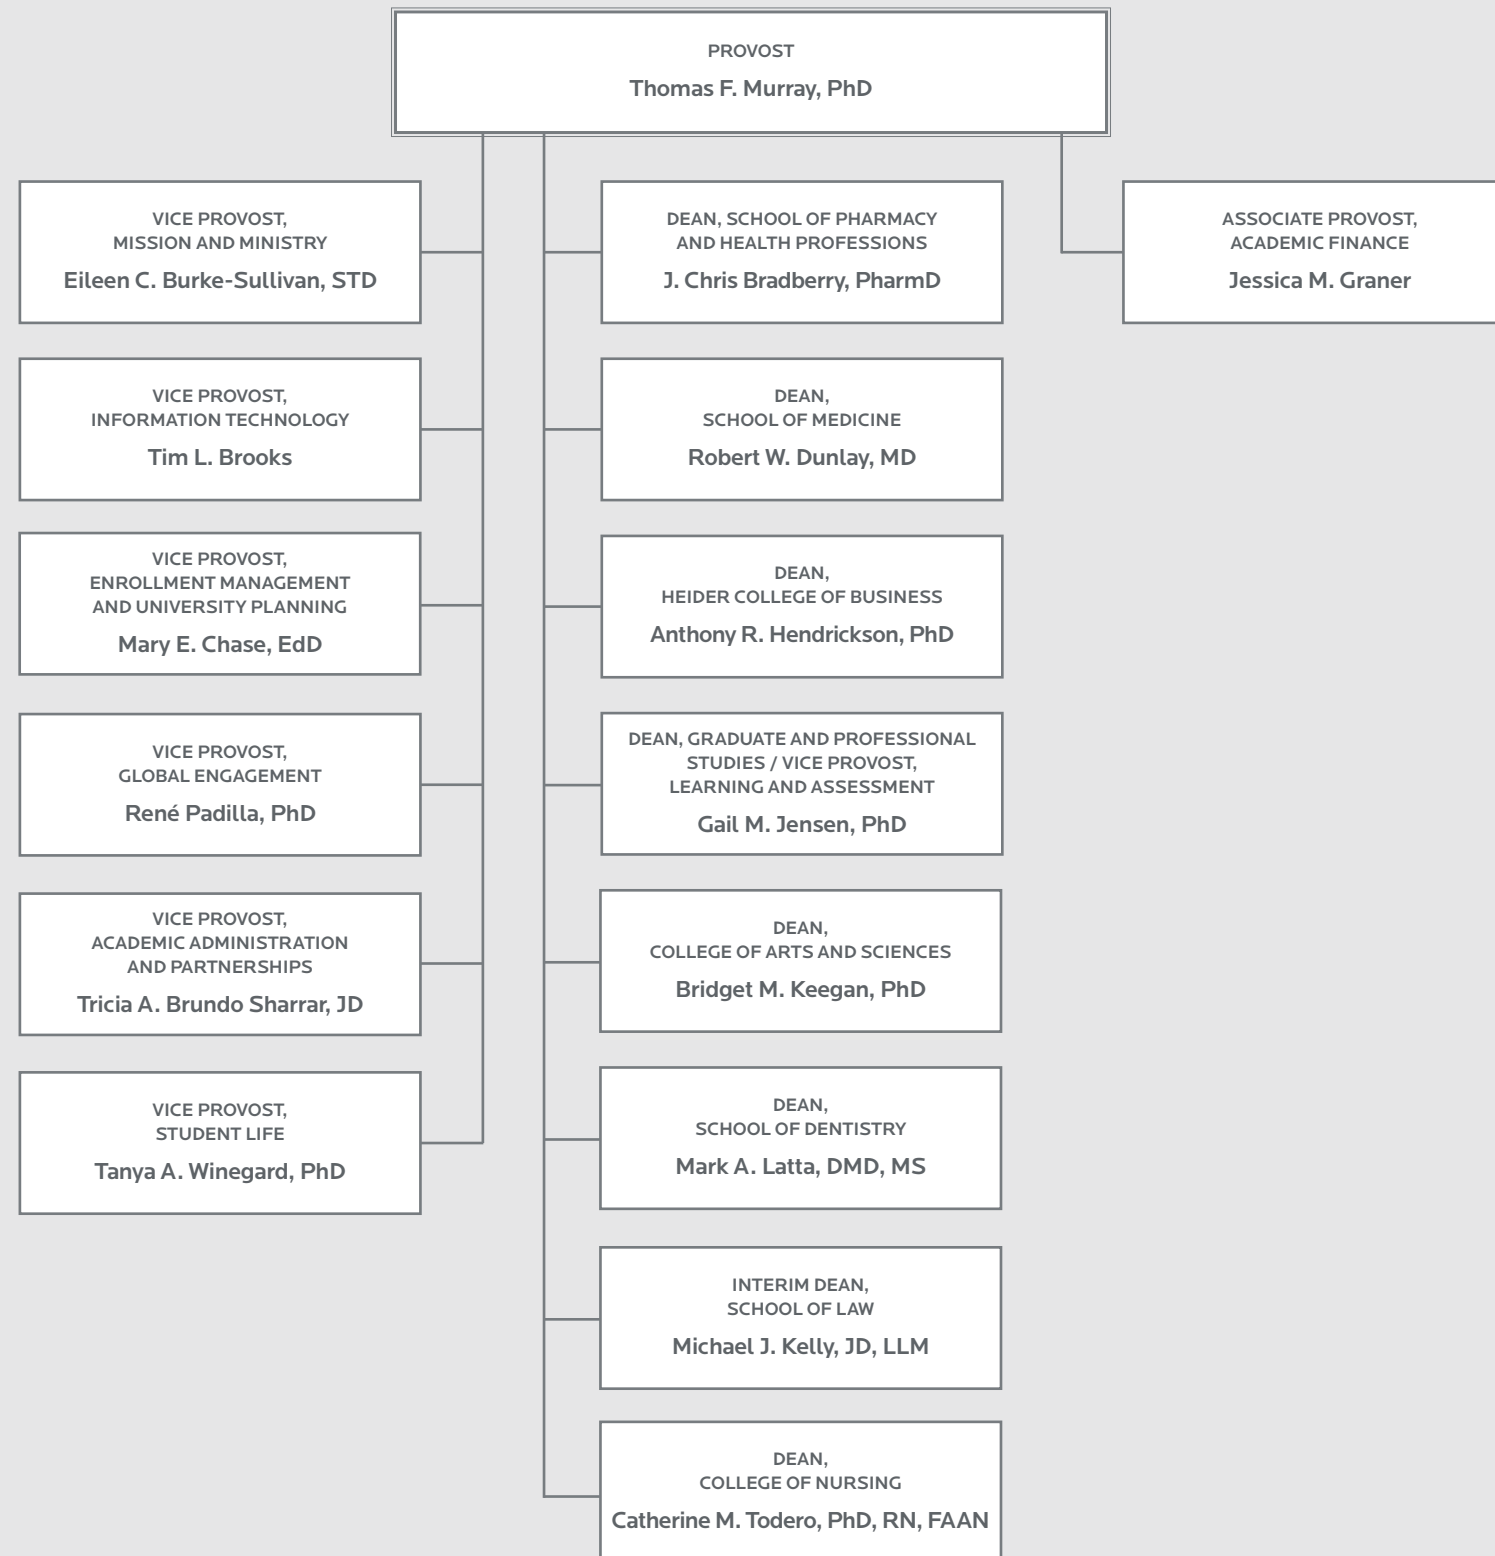 PROVOST
Thomas F. Murray, PhD
VICE PROVOST,
MISSION AND MINISTRY
Eileen C. Burke-Sullivan, STD
VICE PROVOST,
INFORMATION TECHNOLOGY
Tim L. Brooks
VICE PROVOST,
ENROLLMENT MANAGEMENT
AND UNIVERSITY PLANNING
Mary E. Chase, EdD
VICE PROVOST,
GLOBAL ENGAGEMENT
René Padilla, PhD
VICE PROVOST,
ACADEMIC ADMINISTRATION
AND PARTNERSHIPS
Tricia A. Brundo Sharrar, JD
VICE PROVOST,
STUDENT LIFE
Tanya A. Winegard, PhD
DEAN, SCHOOL OF PHARMACY
AND HEALTH PROFESSIONS
J. Chris Bradberry, PharmD
DEAN,
SCHOOL OF MEDICINE
Robert W. Dunlay, MD
DEAN,
HEIDER COLLEGE OF BUSINESS
Anthony R. Hendrickson, PhD
DEAN, GRADUATE AND PROFESSIONAL
STUDIES / VICE PROVOST,
LEARNING AND ASSESSMENT
Gail M. Jensen, PhD
DEAN,
COLLEGE OF ARTS AND SCIENCES
Bridget M. Keegan, PhD
DEAN,
SCHOOL OF DENTISTRY
Mark A. Latta, DMD, MS
INTERIM DEAN,
SCHOOL OF LAW
Michael J. Kelly, JD, LLM
DEAN,
COLLEGE OF NURSING
Catherine M. Todero, PhD, RN, FAAN
ASSOCIATE PROVOST,
ACADEMIC FINANCE
Jessica M. Graner